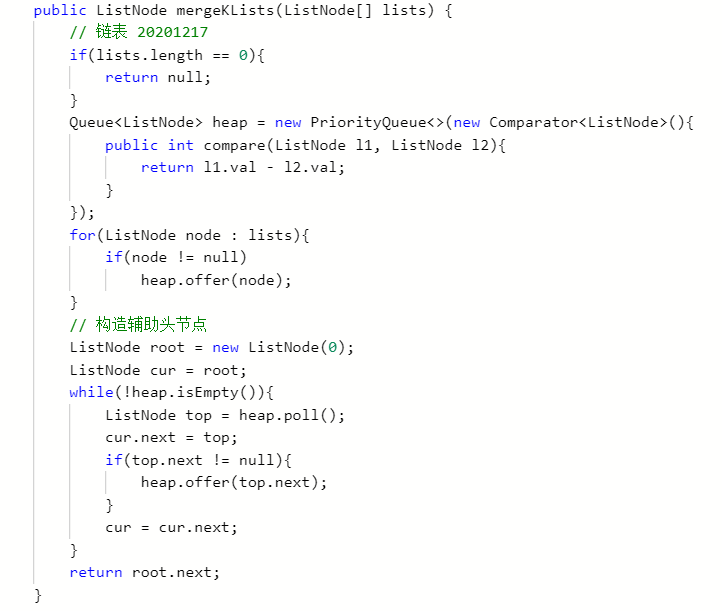 public ListNode mergeKLists(ListNode[] lists) {
    // 链表 20201217
    if(lists.length == 0){
        return null;
    }
    Queue<ListNode> heap = new PriorityQueue<>(new Comparator<ListNode>(){
        public int compare(ListNode l1, ListNode l2){
            return l1.val - l2.val;
        }
    });
    for(ListNode node : lists){
        if(node != null)
            heap.offer(node);
    }
    // 构造辅助头节点
    ListNode root = new ListNode(0);
    ListNode cur = root;
    while(!heap.isEmpty()){
        ListNode top = heap.poll();
        cur.next = top;
        if(top.next != null){
            heap.offer(top.next);
        }
        cur = cur.next;
    }
    return root.next;
}